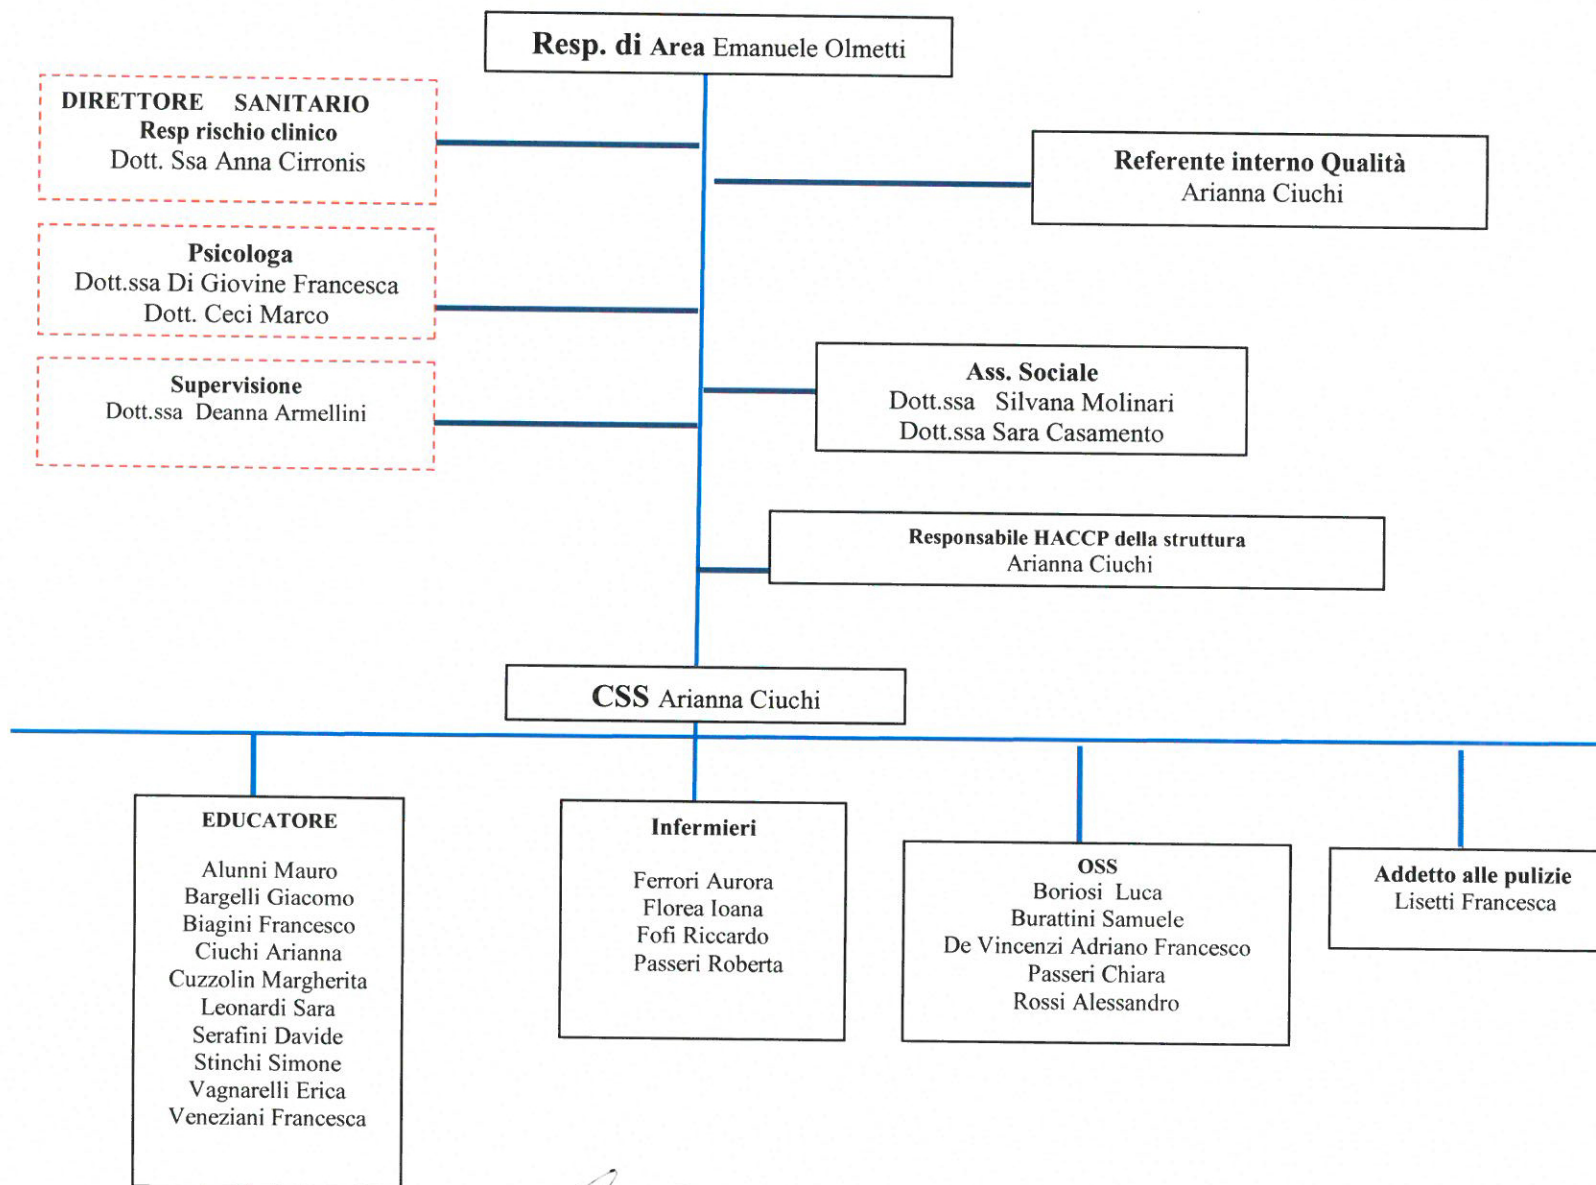 Resp. di Area Emanuele Olmetti
DIRETTORE SANITARIO
Resp rischio clinico
Dott. Ssa Anna Cirronis
Referente interno Qualità
Arianna Ciuchi
Psicologa
Dott.ssa Di Giovine Francesca
Dott. Ceci Marco
Ass. Sociale
Dott.ssa Silvana Molinari
Dott.ssa Sara Casamento
Supervisione
Dott.ssa Deanna Armellini
Responsabile HACCP della struttura
Arianna Ciuchi
CSS Arianna Ciuchi
EDUCATORE
Alunni Mauro
Bargelli Giacomo
Biagini Francesco
Ciuchi Arianna
Cuzzolin Margherita
Leonardi Sara
Serafini Davide
Stinchi Simone
Vagnarelli Erica
Veneziani Francesca
Infermieri
Ferrori Aurora
Florea Ioana
Fofi Riccardo
Passeri Roberta
OSS
Boriosi Luca
Burattini Samuele
De Vincenzi Adriano Francesco
Passeri Chiara
Rossi Alessandro
Addetto alle pulizie
Lisetti Francesca